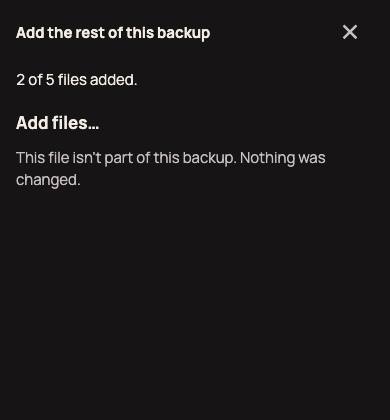 Add the rest of this backup
2 of 5 files added.
Add files…
This file isn't part of this backup. Nothing was
changed.